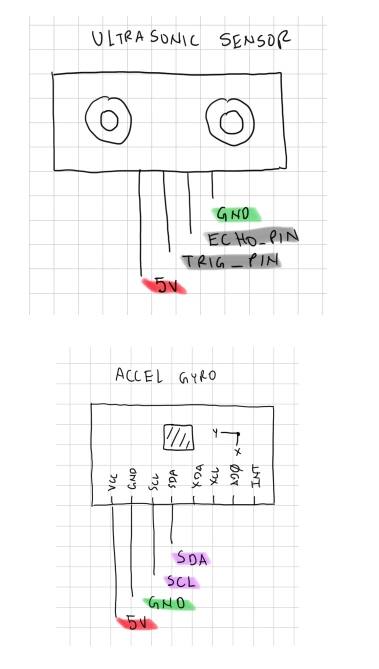 ULTRASONIC SENSOR
GND
ECHO_PIN
TRIG_PIN
5V
ACCEL GYRO
Y
X
VCC GND SCL SDA XDA XCL AD0 INT
SDA
SCL
GND
5V